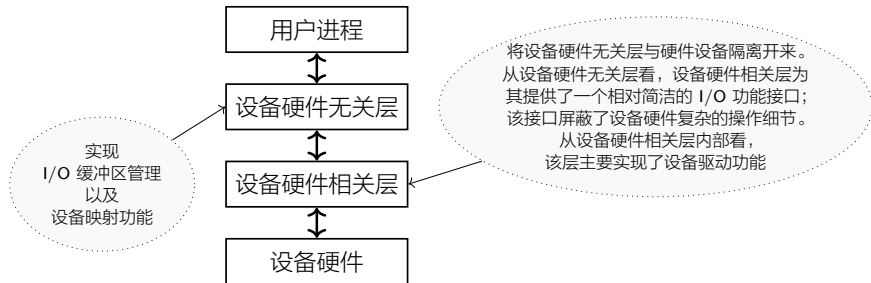 用户进程
设备硬件无关层
设备硬件相关层
设备硬件
实现
I/O 缓冲区管理
以及
设备映射功能
将设备硬件无关层与硬件设备隔离开来。
从设备硬件无关层看，设备硬件相关层为
其提供了一个相对简洁的 I/O 功能接口；
该接口屏蔽了设备硬件复杂的操作细节。
从设备硬件相关层内部看，
该层主要实现了设备驱动功能